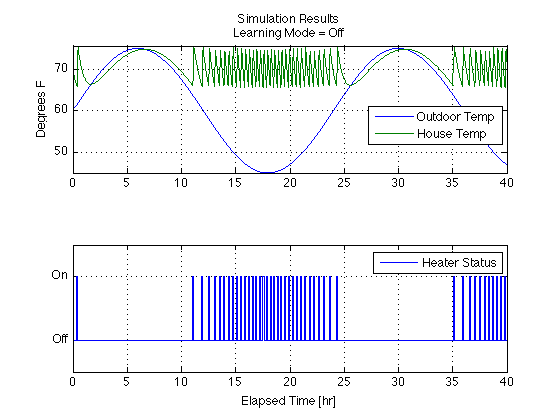 Simulation Results
Learning Mode = Off
Degrees F
70
60
50
Outdoor Temp
House Temp
0 5 10 15 20 25 30 35 40
Heater Status
On
Off
0 5 10 15 20 25 30 35 40
Elapsed Time [hr]